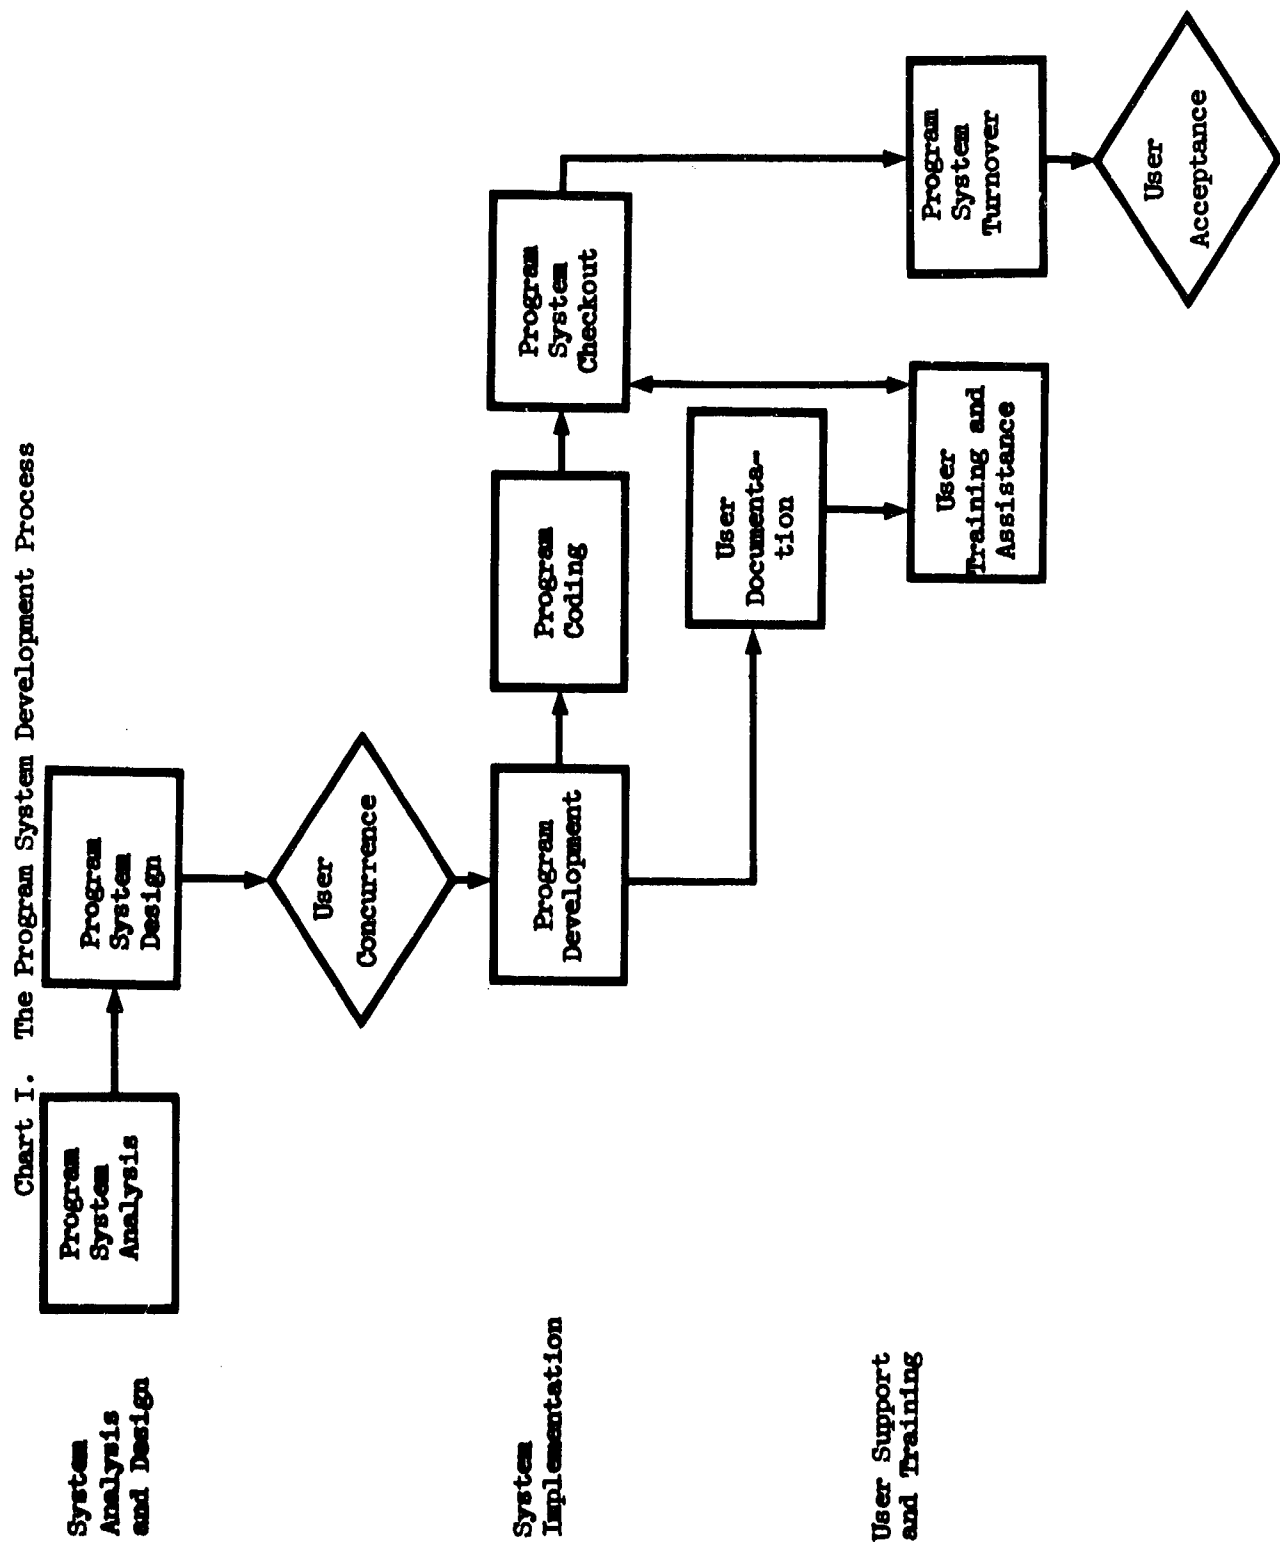 Chart I. The Program System Development Process
System
Analysis
and Design
Program
System
Analysis
Program
System
Design
User
Concurrence
System
Implementation
Program
Development
Program
Coding
Program
System
Checkout
User
Documenta-
tion
User Support
and Training
User
Training and
Assistance
Program
System
Turnover
User
Acceptance